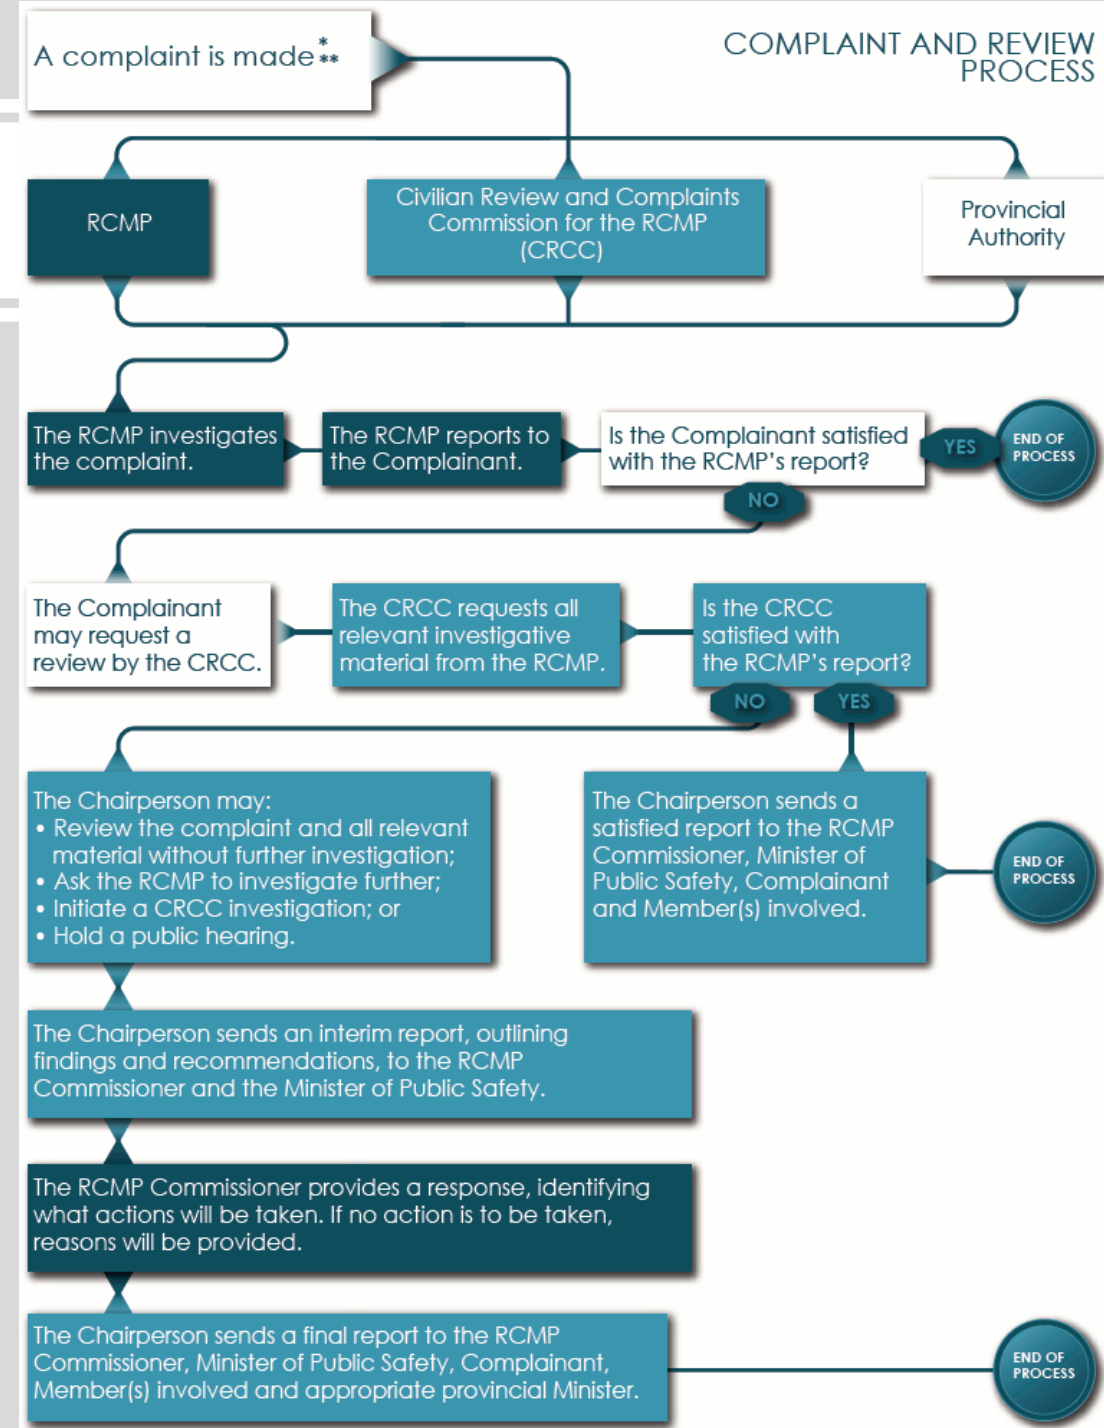 A complaint is made * **
COMPLAINT AND REVIEW
PROCESS
RCMP
Civilian Review and Complaints
Commission for the RCMP
(CRCC)
Provincial
Authority
The RCMP investigates
the complaint.
The RCMP reports to
the Complainant.
Is the Complainant satisfied
with the RCMP's report?
YES
END OF
PROCESS
NO
The Complainant
may request a
review by the CRCC.
The CRCC requests all
relevant investigative
material from the RCMP.
Is the CRCC
satisfied with
the RCMP's report?
NO
YES
The Chairperson may:
• Review the complaint and all relevant
material without further investigation;
• Ask the RCMP to investigate further;
• Initiate a CRCC investigation; or
• Hold a public hearing.
The Chairperson sends a
satisfied report to the RCMP
Commissioner, Minister of
Public Safety, Complainant
and Member(s) involved.
END OF
PROCESS
The Chairperson sends an interim report, outlining
findings and recommendations, to the RCMP
Commissioner and the Minister of Public Safety.
The RCMP Commissioner provides a response, identifying
what actions will be taken. If no action is to be taken,
reasons will be provided.
The Chairperson sends a final report to the RCMP
Commissioner, Minister of Public Safety, Complainant,
Member(s) involved and appropriate provincial Minister.
END OF
PROCESS